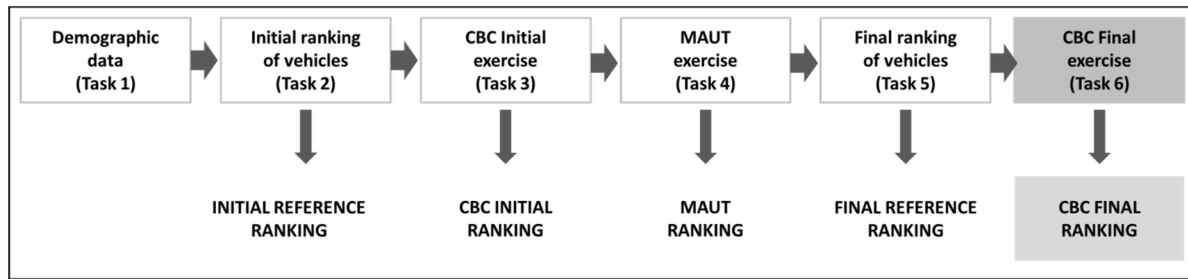 Demographic
data
(Task 1)
Initial ranking
of vehicles
(Task 2)
CBC Initial
exercise
(Task 3)
MAUT
exercise
(Task 4)
Final ranking
of vehicles
(Task 5)
CBC Final
exercise
(Task 6)
INITIAL REFERENCE
RANKING
CBC INITIAL
RANKING
MAUT
RANKING
FINAL REFERENCE
RANKING
CBC FINAL
RANKING